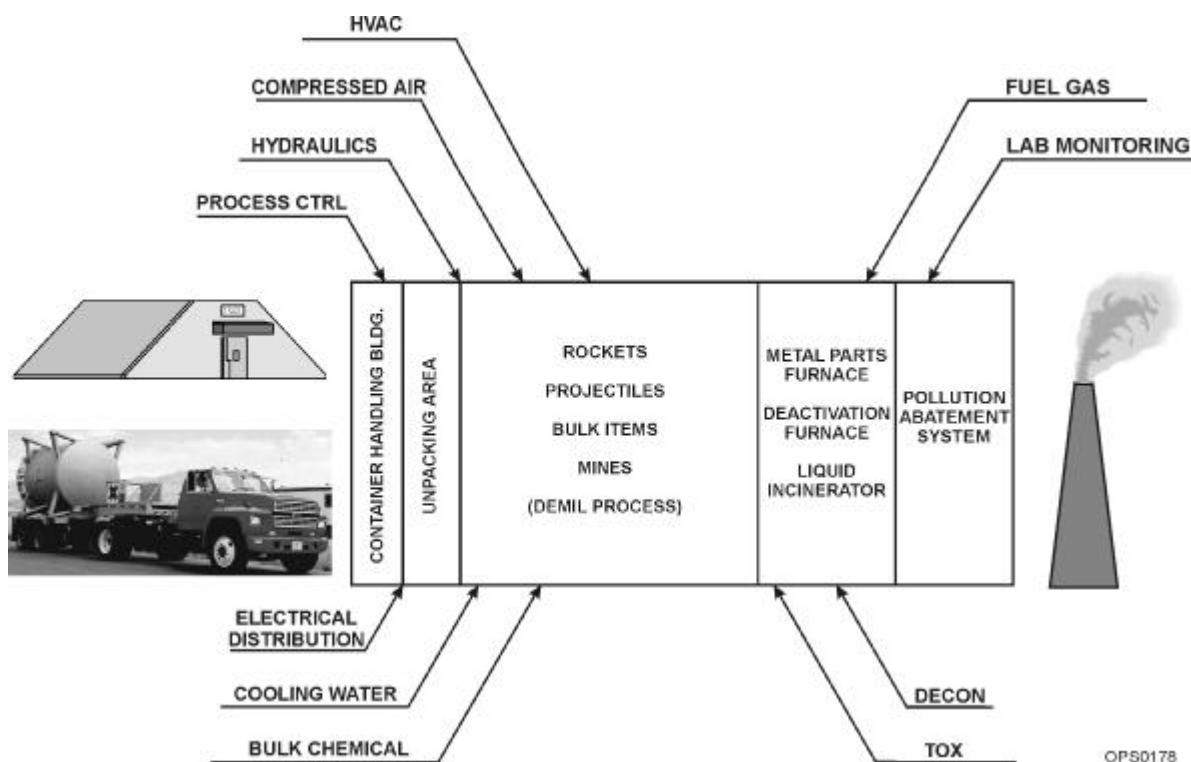 HVAC
COMPRESSED AIR
HYDRAULICS
PROCESS CTRL
FUEL GAS
LAB MONITORING
CONTAINER HANDLING BLDG.
UNPACKING AREA
ROCKETS
PROJECTILES
BULK ITEMS
MINES
(DEMIL PROCESS)
METAL PARTS
FURNACE
DEACTIVATION
FURNACE
LIQUID
INCINERATOR
POLLUTION
ABATEMENT
SYSTEM
ELECTRICAL
DISTRIBUTION
COOLING WATER
BULK CHEMICAL
DECON
TOX
OPS0178